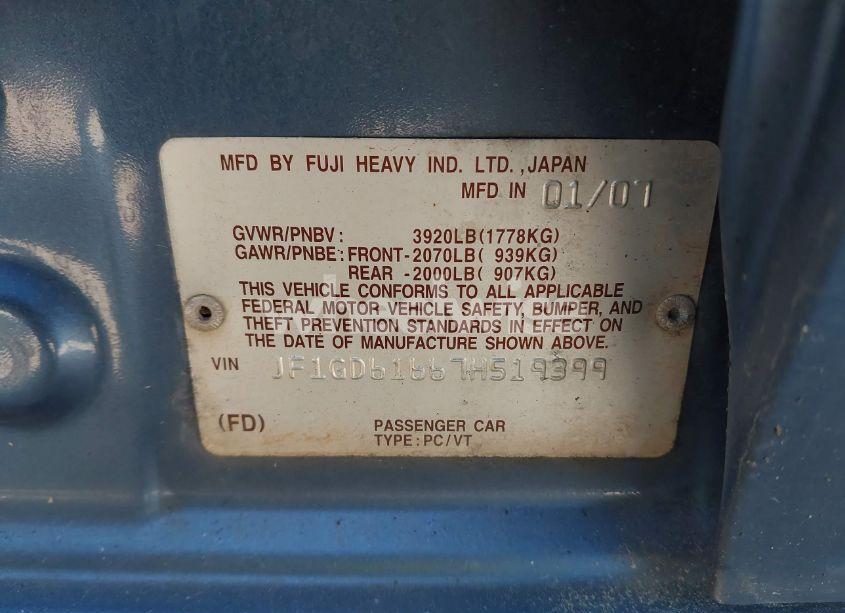 MFD BY FUJI HEAVY IND. LTD. ,JAPAN
MFD IN 01/07
GVWR/PNBV : 3920LB(1778KG)
GAWR/PNBE : FRONT-2070LB( 939KG)
REAR -2000LB( 907KG)
THIS VEHICLE CONFORMS TO ALL APPLICABLE
FEDERAL MOTOR VEHICLE SAFETY, BUMPER, AND
THEFT PREVENTION STANDARDS IN EFFECT ON
THE DATE OF MANUFACTURE SHOWN ABOVE.
VIN JF1GD61667H519399
(FD) PASSENGER CAR
TYPE : PC/VT